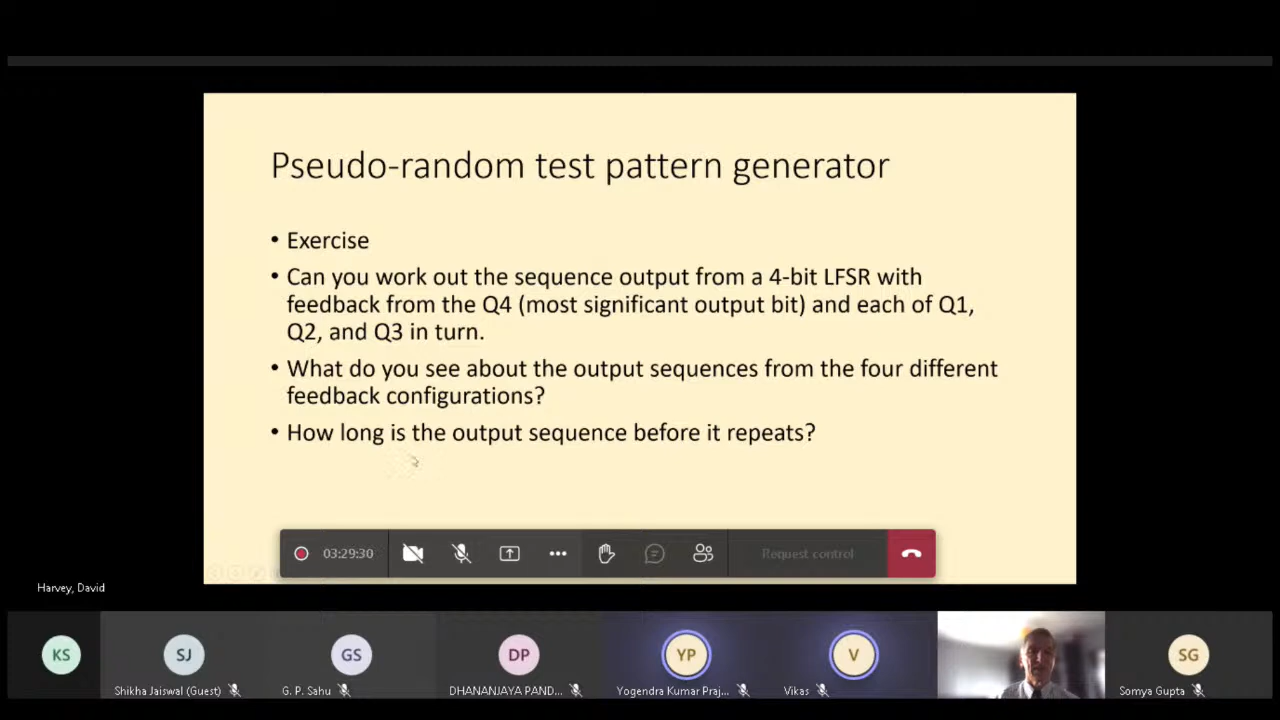 Pseudo-random test pattern generator
• Exercise
• Can you work out the sequence output from a 4-bit LFSR with
feedback from the Q4 (most significant output bit) and each of Q1,
Q2, and Q3 in turn.
• What do you see about the output sequences from the four different
feedback configurations?
• How long is the output sequence before it repeats?
03:29:30
Request control
Harvey, David
KS
SJ
GS
DP
YP
V
SG
Shikha Jaiswal (Guest)
G. P. Sahu
DHANANJAYA PAND...
Yogendra Kumar Praj...
Vikas
Somya Gupta